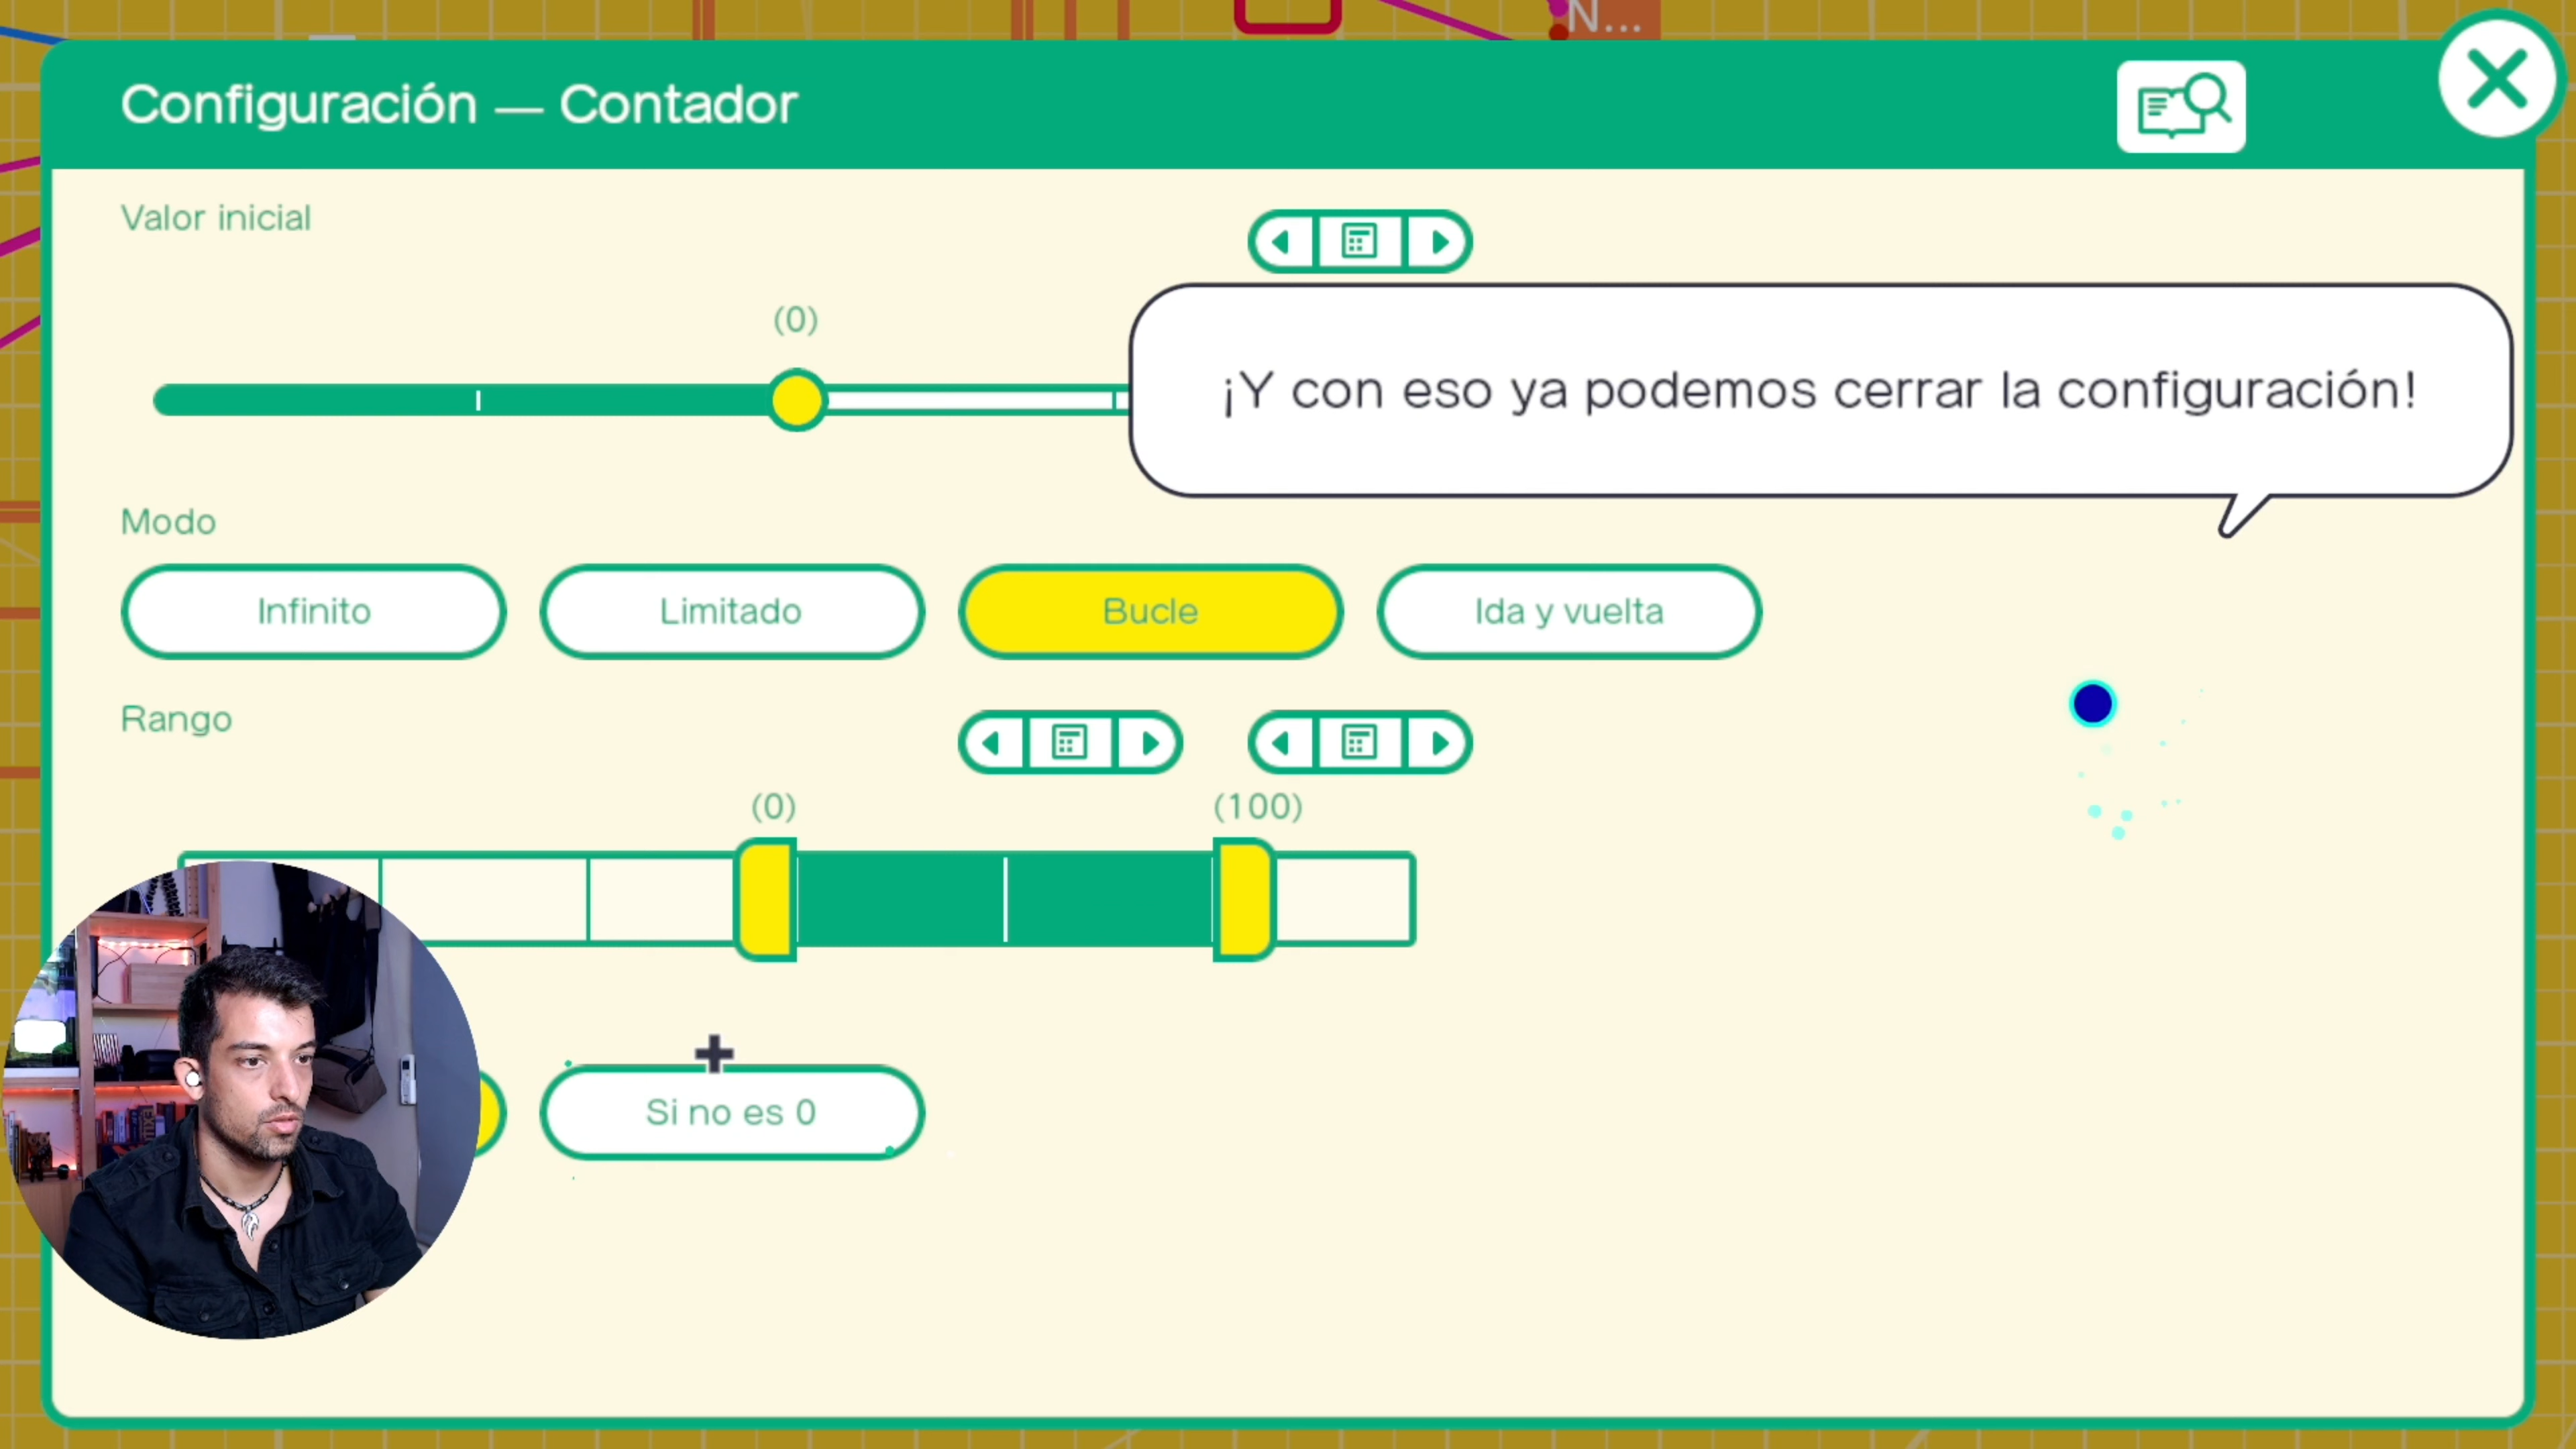 N...
Configuración — Contador
Valor inicial
(0)
¡Y con eso ya podemos cerrar la configuración!
Modo
Infinito
Limitado
Bucle
Ida y vuelta
Rango
(0)
(100)
Si no es 0